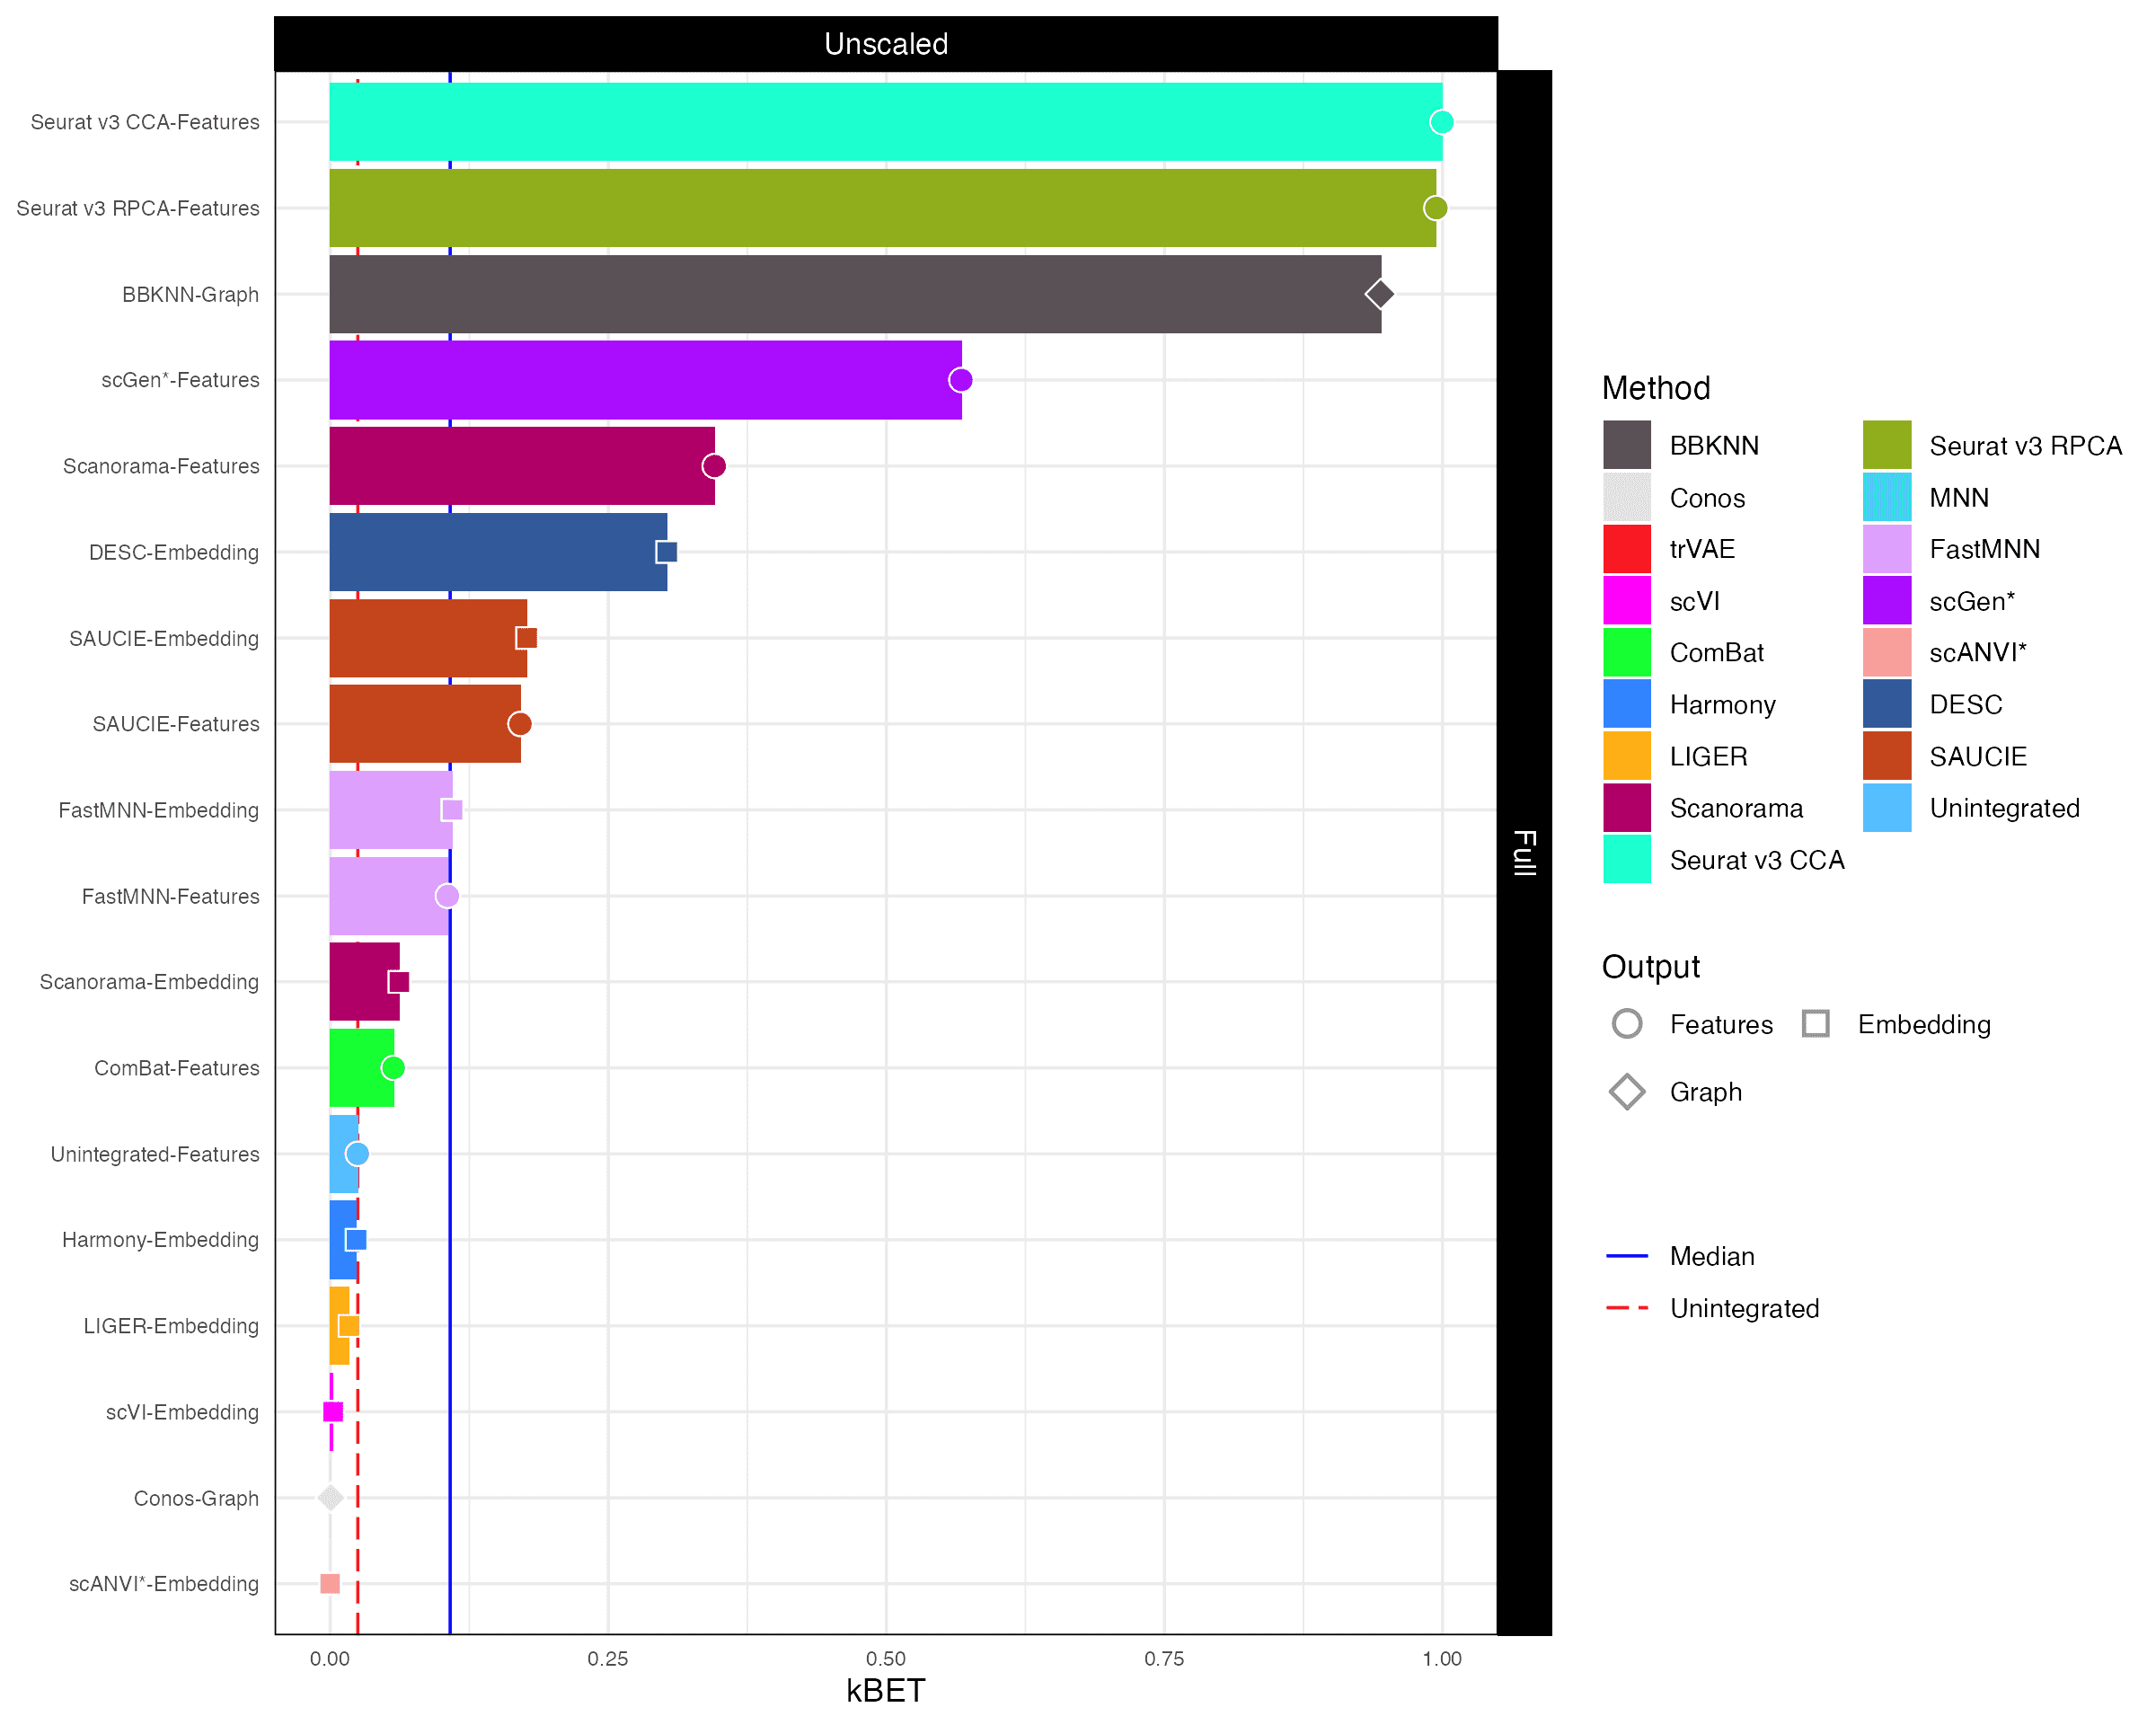 Unscaled
Seurat v3 CCA-Features
Seurat v3 RPCA-Features
BBKNN-Graph
scGen*-Features
Scanorama-Features
DESC-Embedding
SAUCIE-Embedding
SAUCIE-Features
FastMNN-Embedding
FastMNN-Features
Scanorama-Embedding
ComBat-Features
Unintegrated-Features
Harmony-Embedding
LIGER-Embedding
scVI-Embedding
Conos-Graph
scANVI*-Embedding
0.00 0.25 0.50 0.75 1.00
kBET
Full
Method
BBKNN
Conos
trVAE
scVI
ComBat
Harmony
LIGER
Scanorama
Seurat v3 CCA
Seurat v3 RPCA
MNN
FastMNN
scGen*
scANVI*
DESC
SAUCIE
Unintegrated
Output
Features Embedding
Graph
Median
Unintegrated